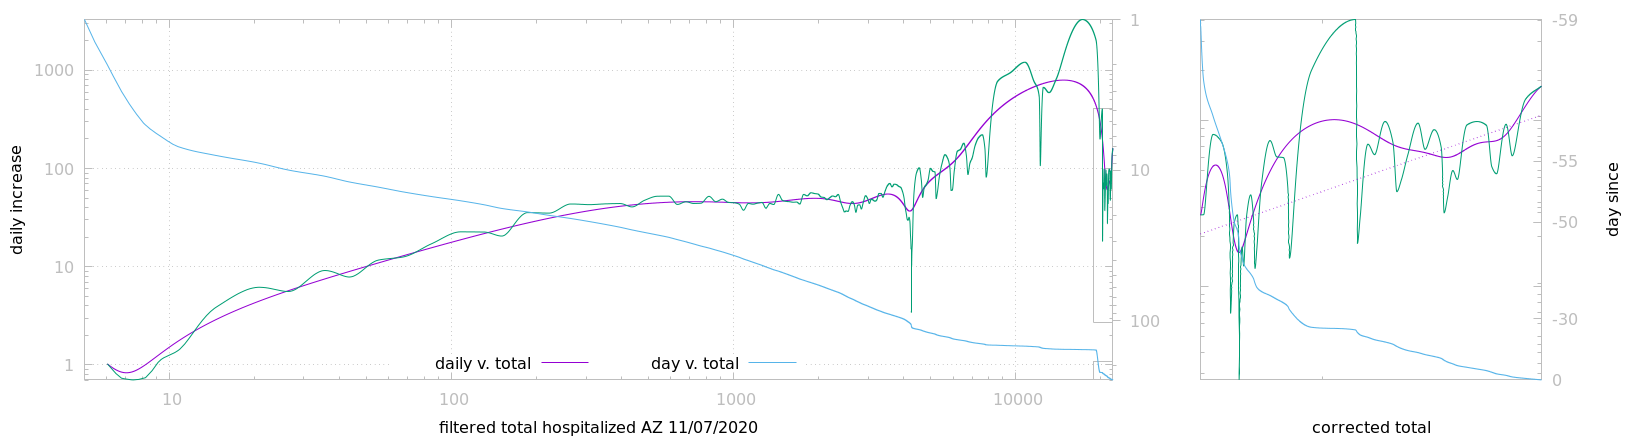 1
-59
1000
100
10
-55
daily increase
day since
-50
10
100
-30
1
daily v. total
day v. total
0
10
100
1000
10000
filtered total hospitalized AZ 11/07/2020
corrected total